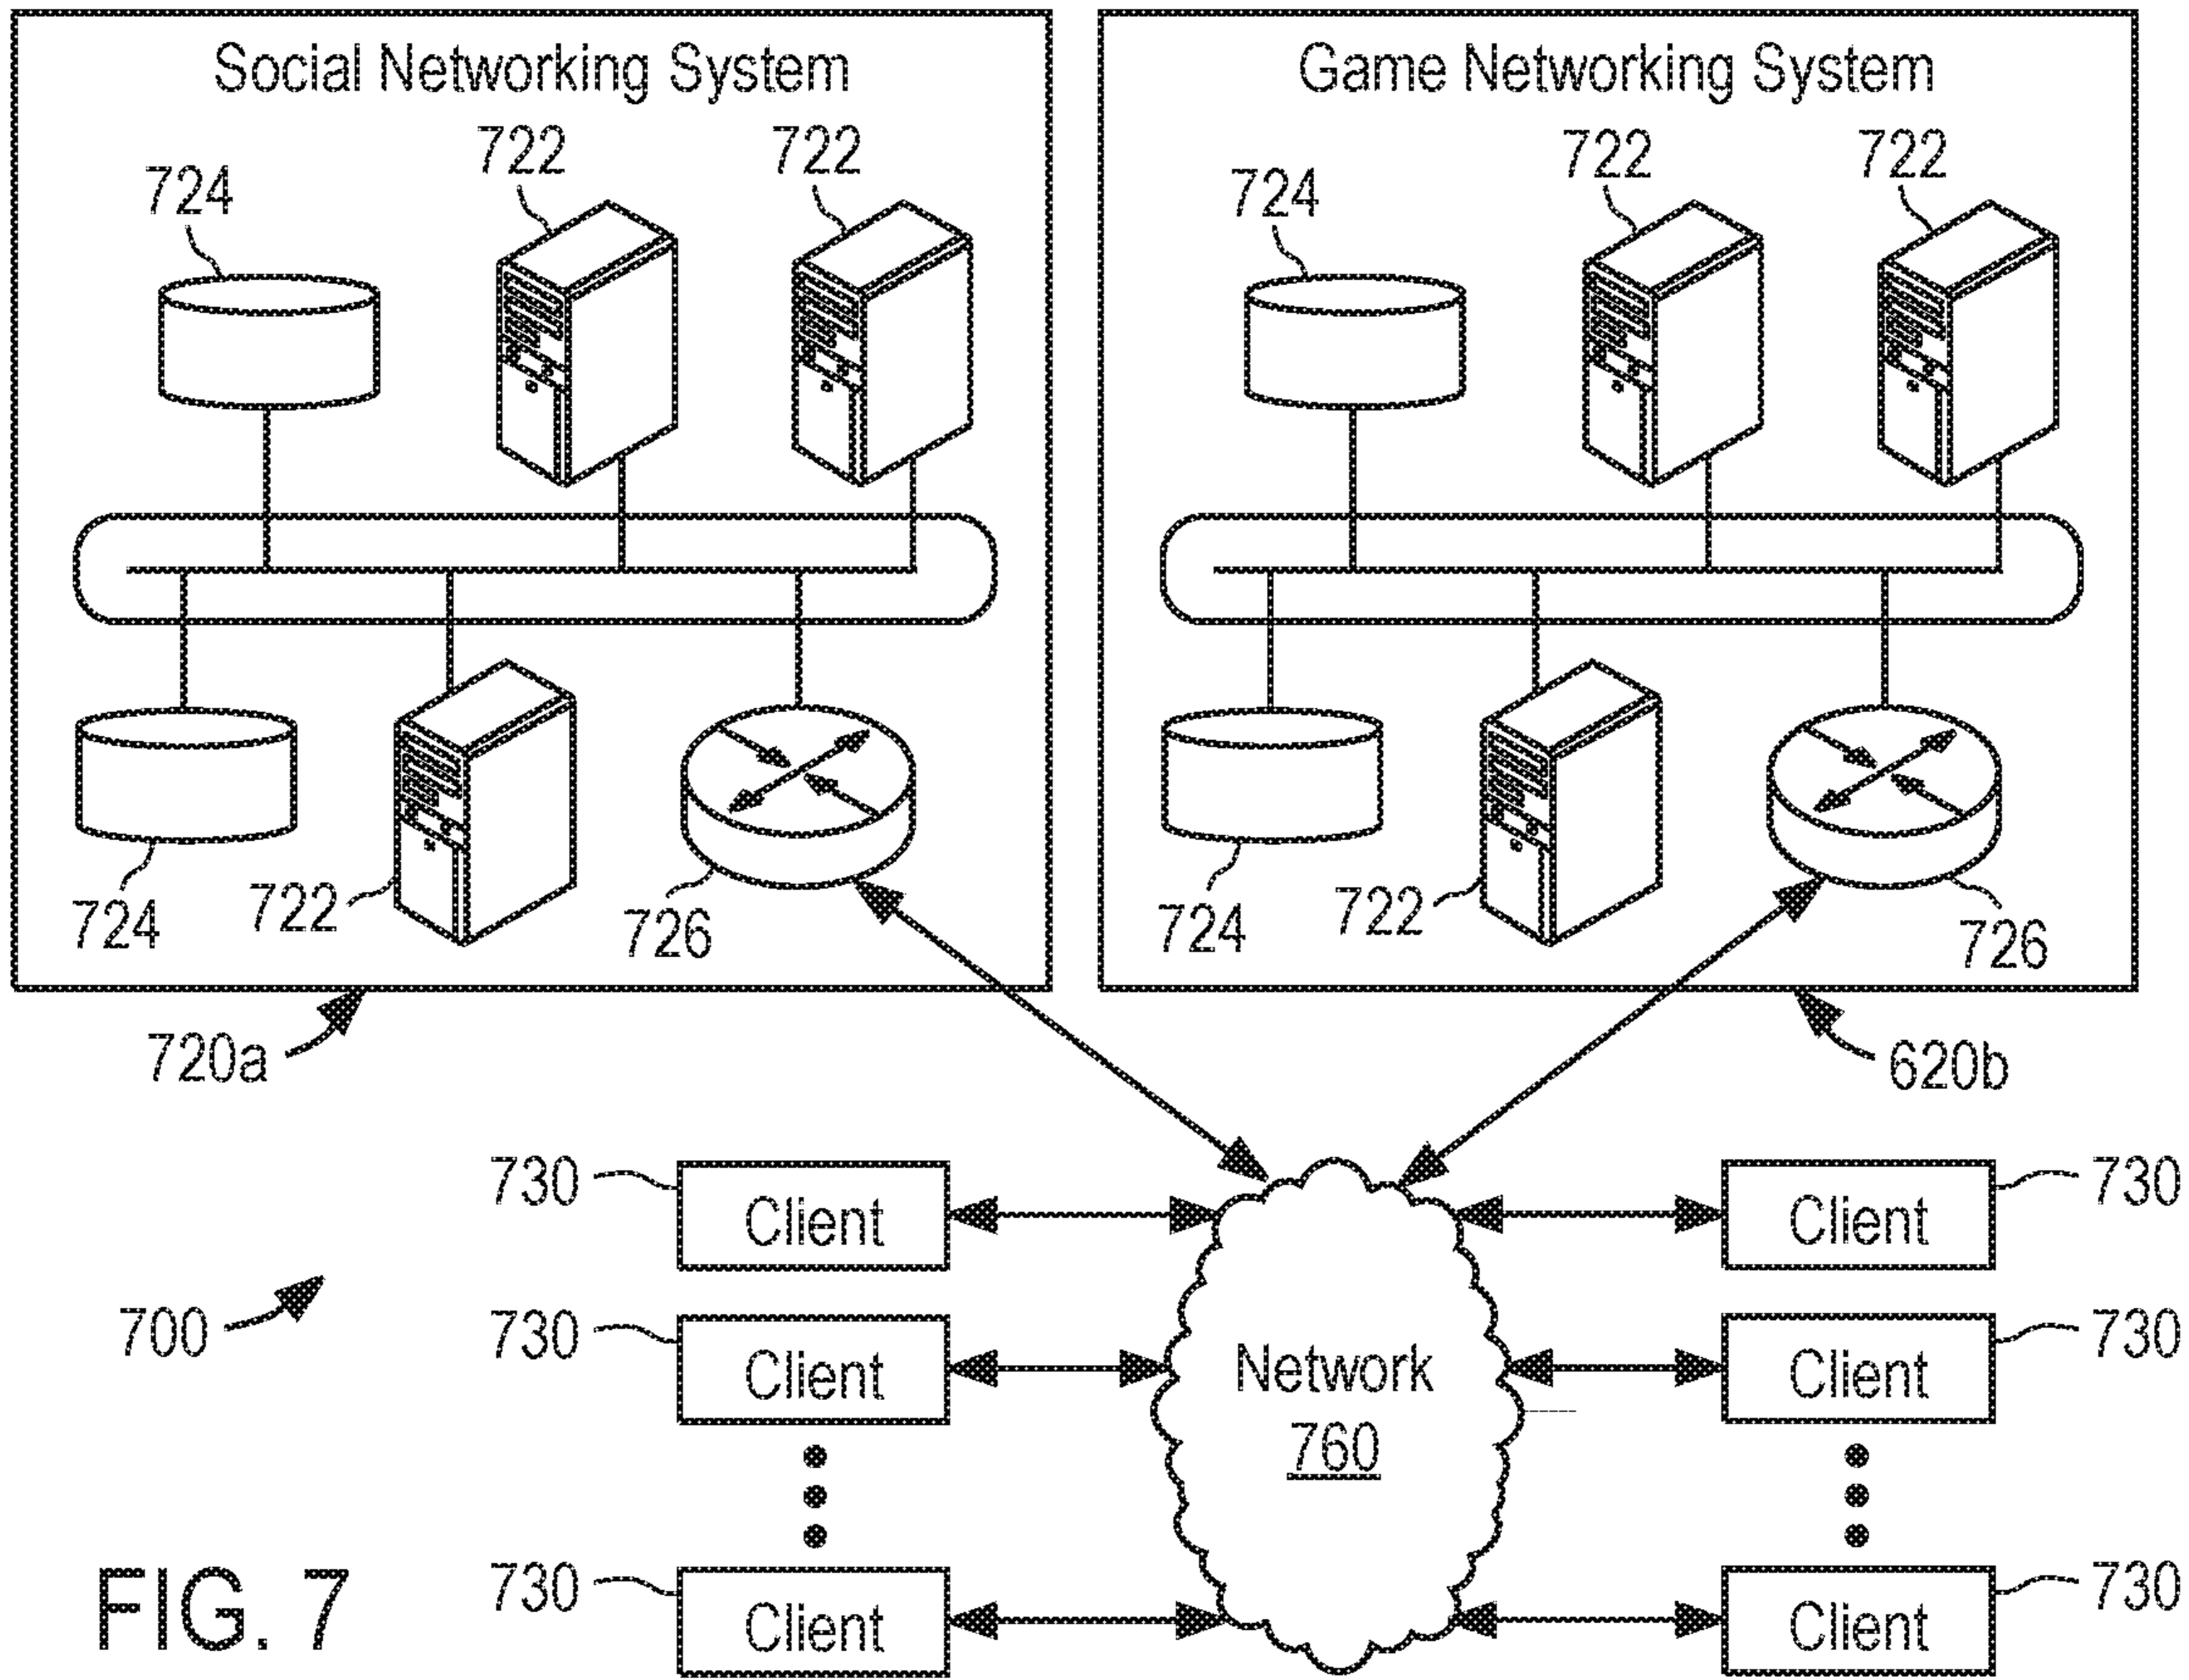 Social Networking System
722
722
724
724
722
726
720a
Game Networking System
722
722
724
724
722
726
620b
730
Client
Client
730
700
730
Client
Network
760
Client
730
730
Client
Client
730
FIG. 7